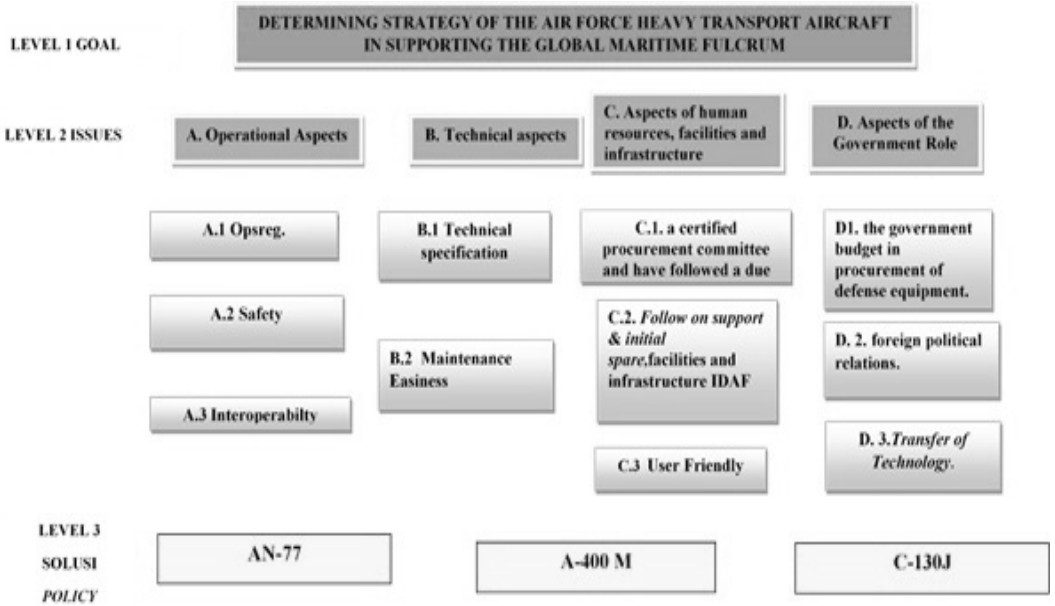 DETERMINING STRATEGY OF THE AIR FORCE HEAVY TRANSPORT AIRCRAFT
IN SUPPORTING THE GLOBAL MARITIME FULCRUM
LEVEL 1 GOAL
LEVEL 2 ISSUES
A. Operational Aspects
B. Technical aspects
C. Aspects of human
resources, facilities and
infrastructure
D. Aspects of the
Government Role
A.1 Opsreg.
A.2 Safety
A.3 Interoperabilty
B.1 Technical
specification
B.2 Maintenance
Easiness
C.1. a certified
procurement committee
and have followed a due
C.2. Follow on support
& initial
spare,facilities and
infrastructure IDAF
C.3 User Friendly
D1. the government
budget in
procurement of
defense equipment.
D. 2. foreign political
relations.
D. 3.Transfer of
Technology.
LEVEL 3
SOLUSI
POLICY
AN-77
A-400 M
C-130J